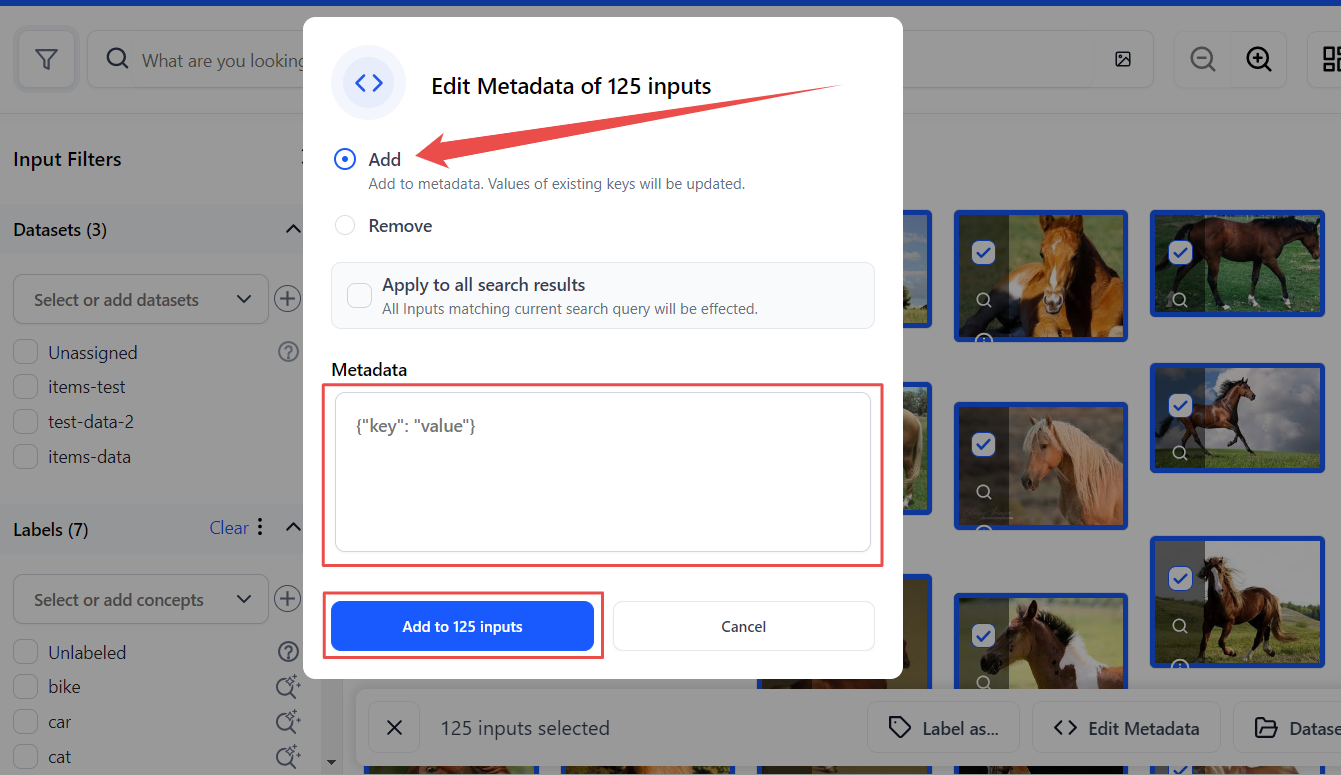 What are you looking
Edit Metadata of 125 inputs
Add
Add to metadata. Values of existing keys will be updated.
Remove
Apply to all search results
All Inputs matching current search query will be effected.
Metadata
{"key": "value"}
Add to 125 inputs
Cancel
Input Filters
Datasets (3)
Select or add datasets
Unassigned
items-test
test-data-2
items-data
Labels (7)
Clear
Select or add concepts
Unlabeled
bike
car
cat
125 inputs selected
Label as...
Edit Metadata
Datase